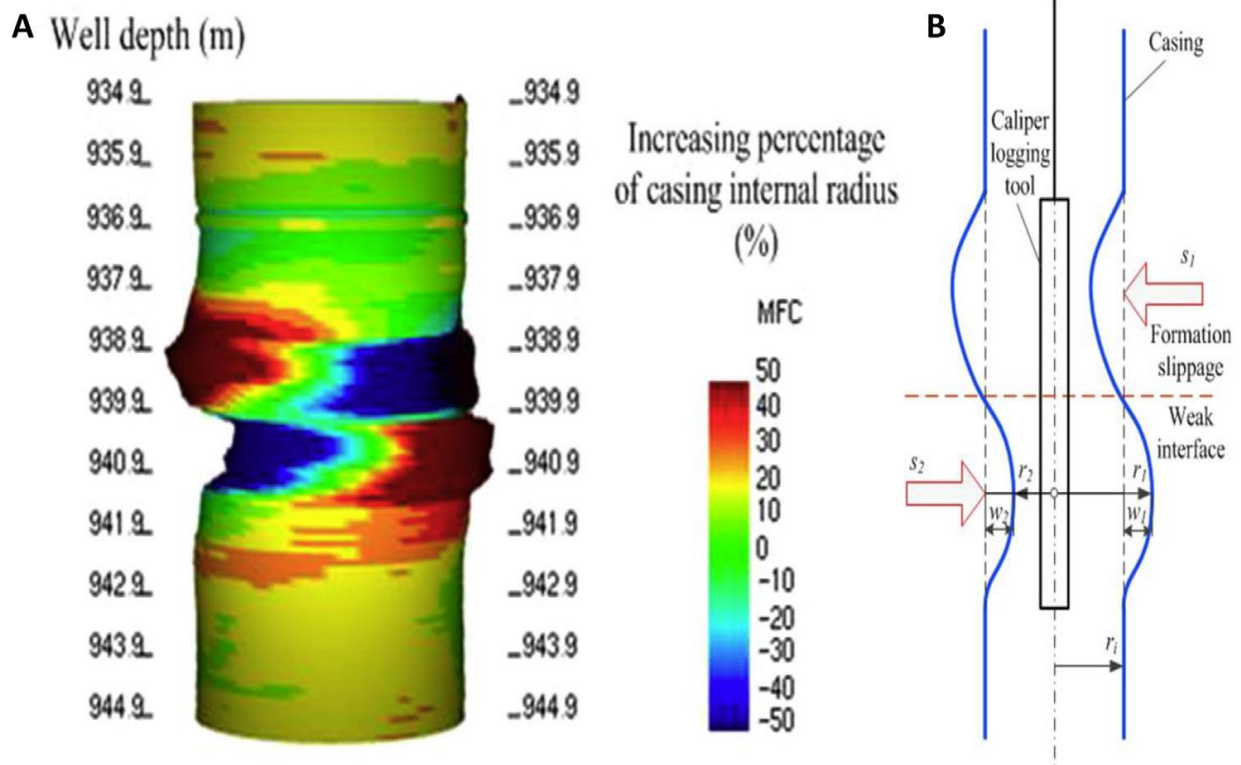 A
Well depth (m)
934.9
935.9
936.9
937.9
938.9
939.9
940.9
941.9
942.9
943.9
944.9
934.9
935.9
936.9
937.9
938.9
939.9
940.9
941.9
942.9
943.9
944.9
Increasing percentage
of casing internal radius
(%)
MFC
50
40
30
20
10
0
-10
-20
-30
-40
-50
B
Casing
Caliper
logging
tool
s1
Formation
slippage
Weak
interface
s2
r2
r1
w2
w1
ri